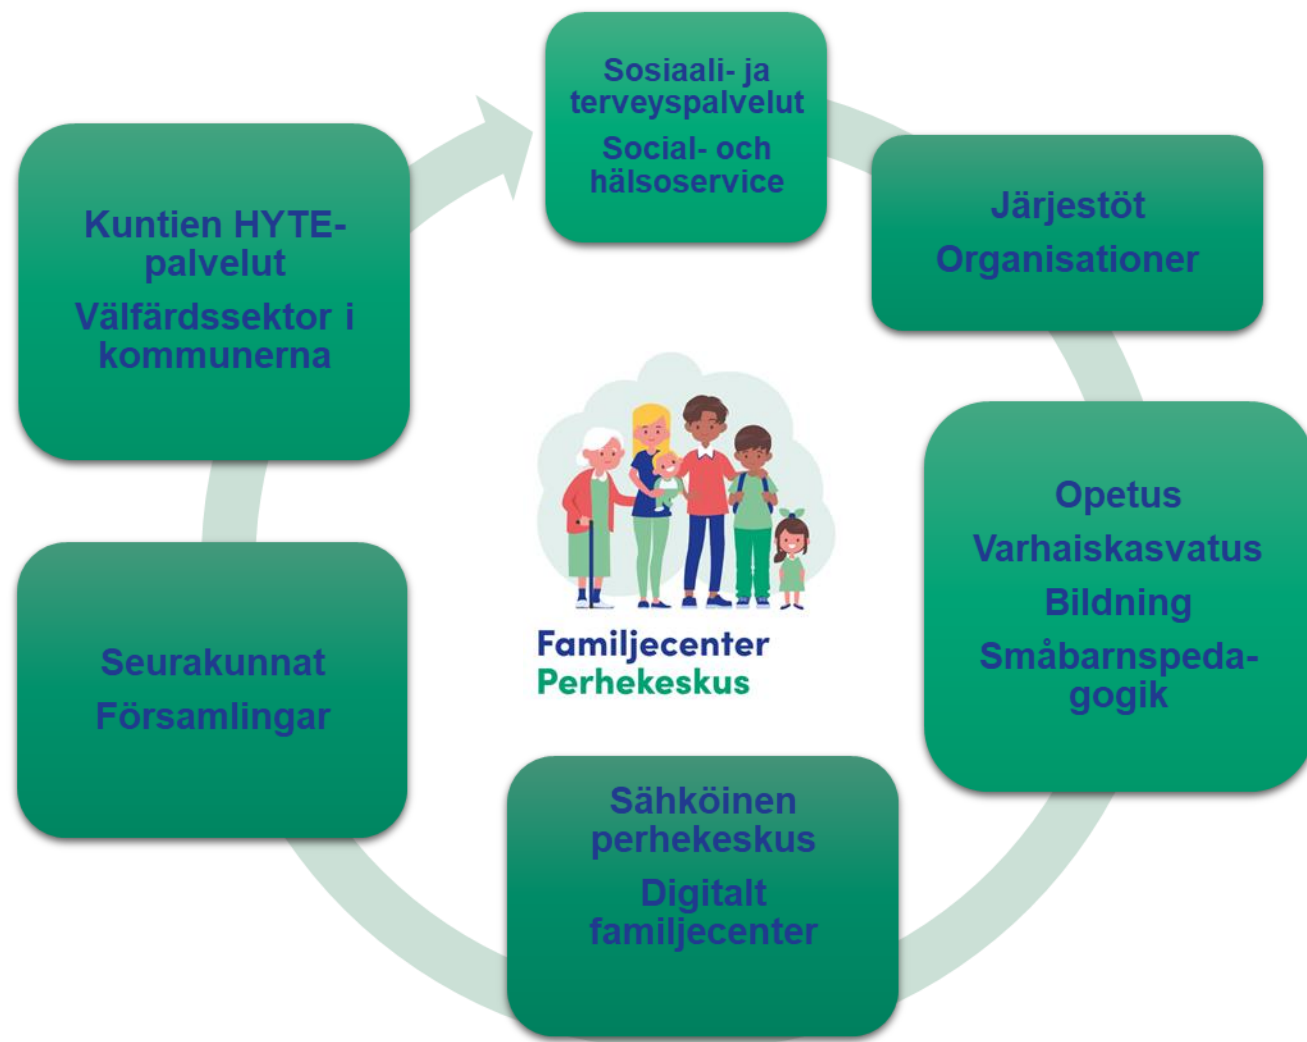 Sosiaali- ja
terveyspalvelut
Social- och
hälsoservice
Järjestöt
Organisationer
Opetus
Varhaiskasvatus
Bildning
Småbarnspeda-
gogik
Sähköinen
perhekeskus
Digitalt
familjecenter
Seurakunnat
Församlingar
Kuntien HYTE-
palvelut
Välfärdssektor i
kommunerna
Familjecenter
Perhekeskus